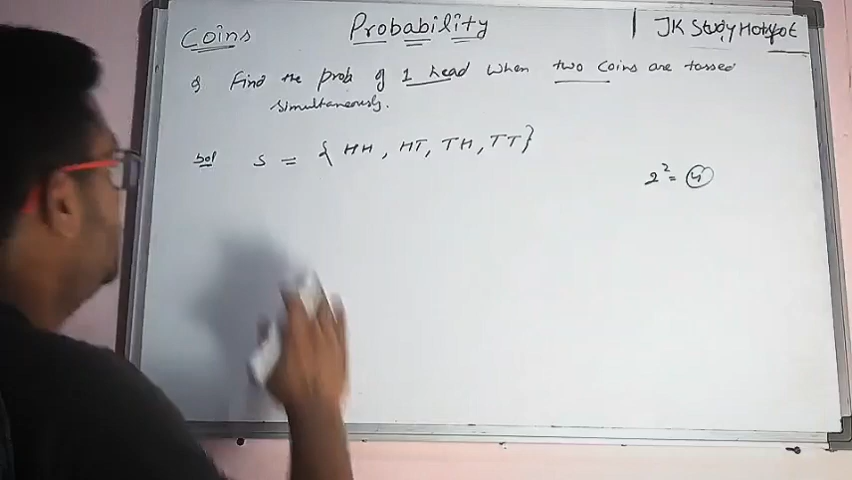 Coins
Probability
JK Study Hotspot
Q Find the prob of 1 head when two coins are tossed
simultaneously.
Sol S = { HH, HT, TH, TT }
2² = 4